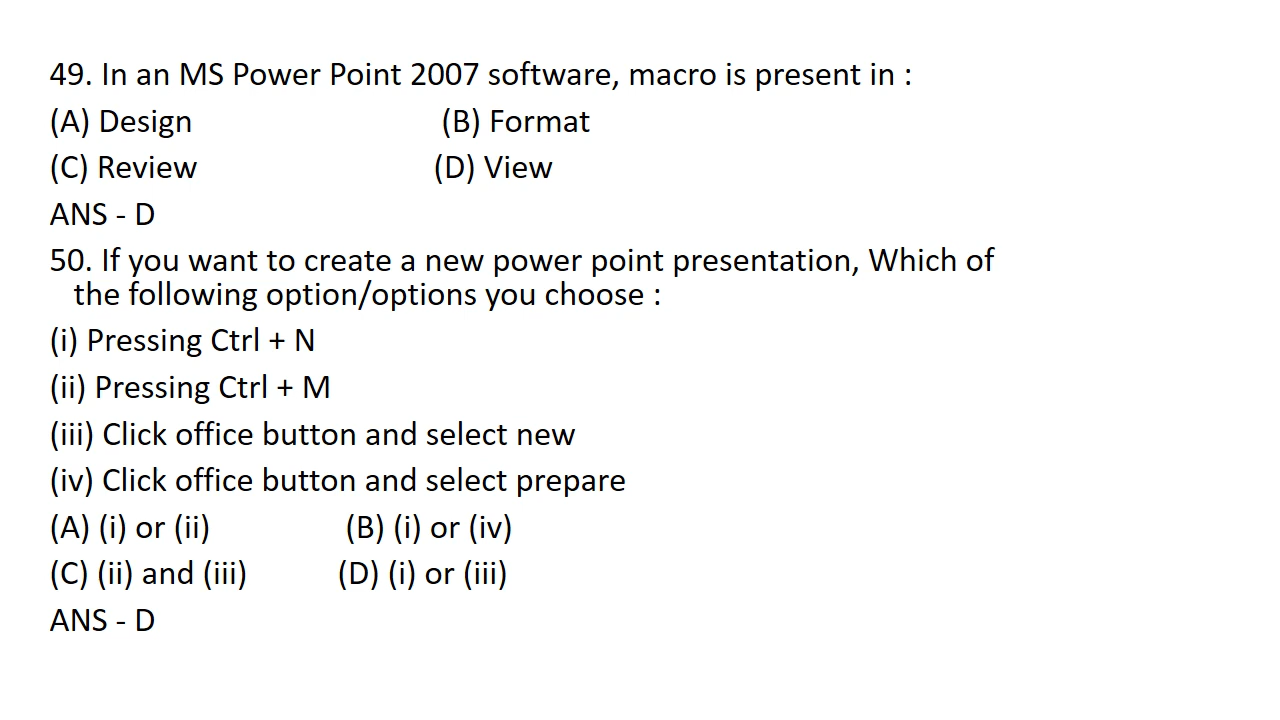 49. In an MS Power Point 2007 software, macro is present in :
(A) Design (B) Format
(C) Review (D) View
ANS - D
50. If you want to create a new power point presentation, Which of
the following option/options you choose :
(i) Pressing Ctrl + N
(ii) Pressing Ctrl + M
(iii) Click office button and select new
(iv) Click office button and select prepare
(A) (i) or (ii) (B) (i) or (iv)
(C) (ii) and (iii) (D) (i) or (iii)
ANS - D